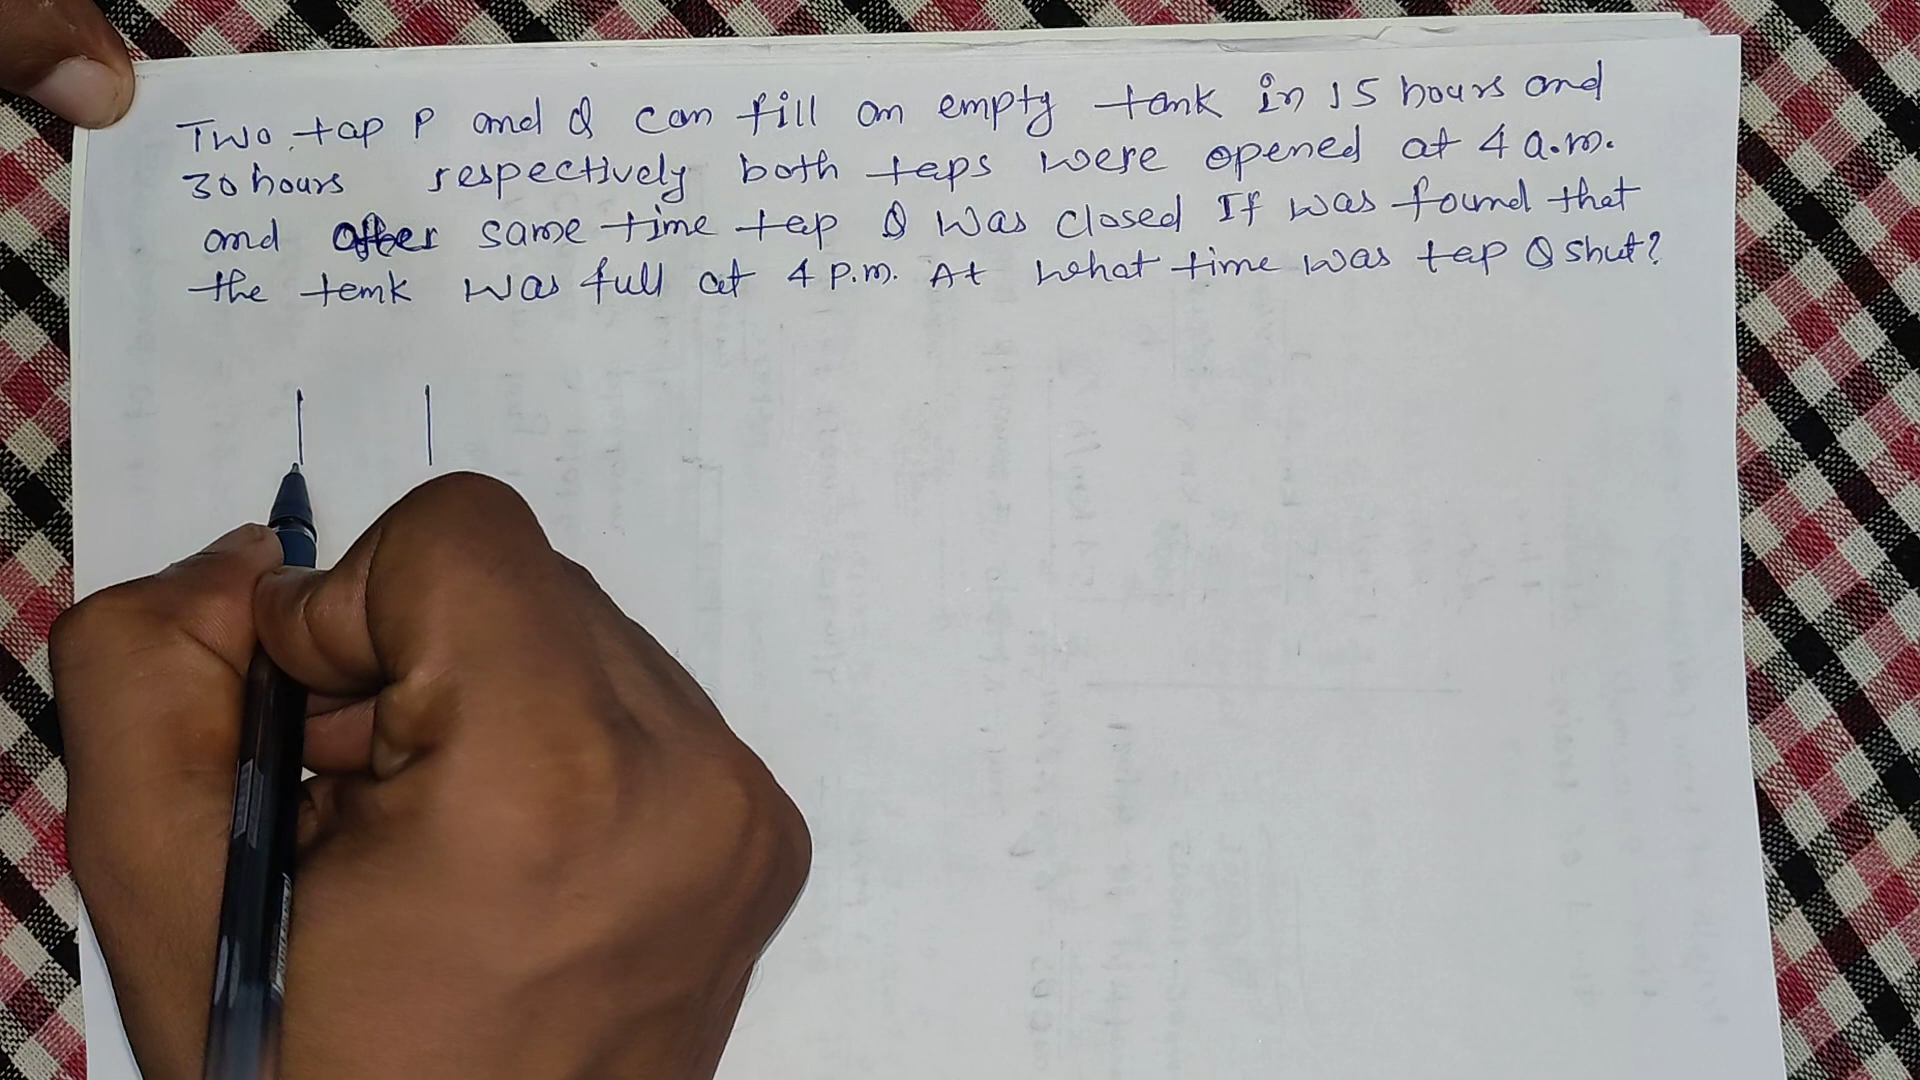 Two tap P and Q can fill an empty tank in 15 hours and
30 hours respectively both taps were opened at 4 a.m.
and after same time tap Q was closed If was found that
the tank was full at 4 P.m. At what time was tap Q shut?